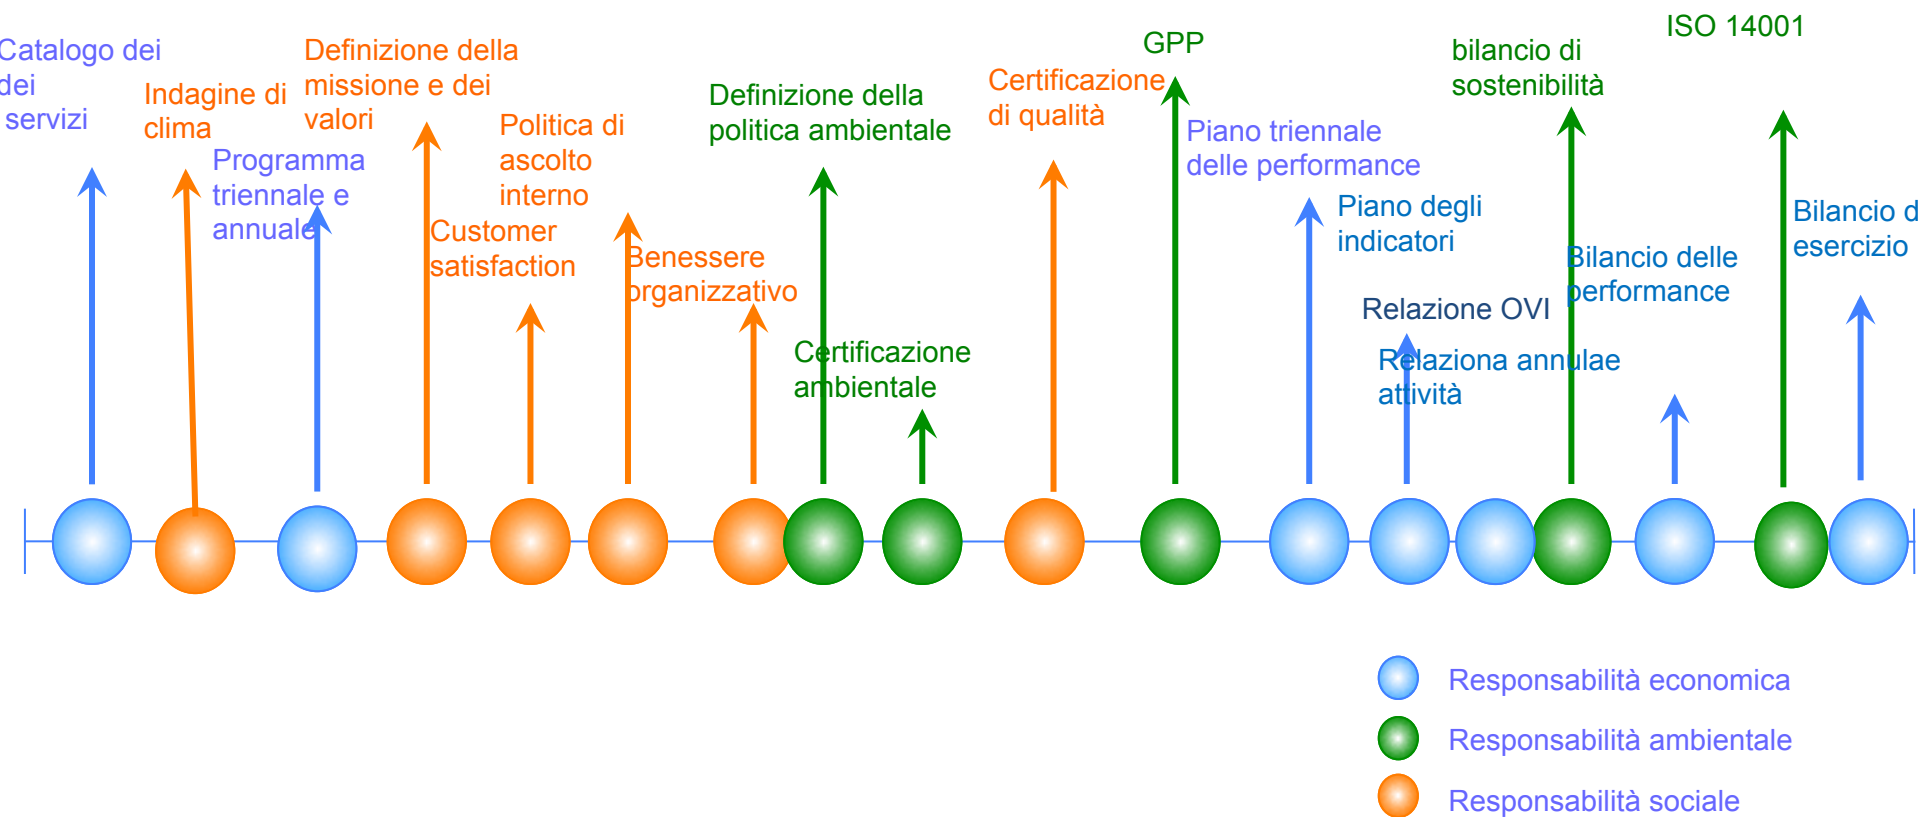 Catalogo dei
dei
servizi
Indagine di
clima
Definizione della
missione e dei
valori
Programma
triennale e
annuale
Customer
satisfaction
Politica di
ascolto
interno
Benessere
organizzativo
Definizione della
politica ambientale
Certificazione
ambientale
Certificazione
di qualità
GPP
Piano triennale
delle performance
Piano degli
indicatori
Relazione OVI
Relaziona annulae
attività
bilancio di
sostenibilità
Bilancio delle
performance
ISO 14001
Bilancio d
esercizio
Responsabilità economica
Responsabilità ambientale
Responsabilità sociale